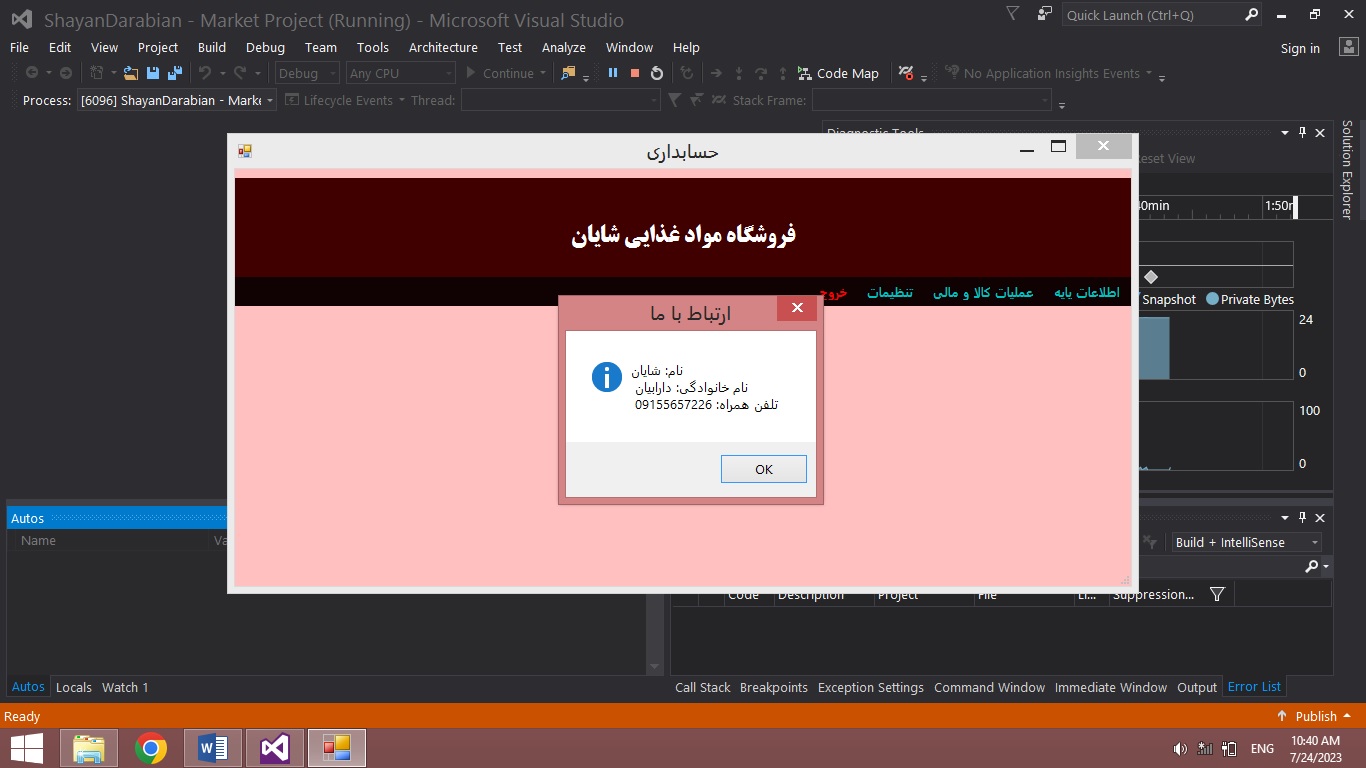 ShayanDarabian - Market Project (Running) - Microsoft Visual Studio
Quick Launch (Ctrl+Q)
File Edit View Project Build Debug Team Tools Architecture Test Analyze Window Help
Sign in
Debug Any CPU Continue Code Map No Application Insights Events
Process: [6096] ShayanDarabian - Marke Lifecycle Events Thread: Stack Frame:
Diagnostic Tools
Solution Explorer
حسابداری
Reset View
فروشگاه مواد غذایی شایان
40min 1:50m
اطلاعات پایه عملیات کالا و مالی تنظیمات خروج
Snapshot Private Bytes
ارتباط با ما
24
0
نام: شایان
نام خانوادگی: دارابیان
تلفن همراه: 09155657226
100
0
OK
Autos
Name Va
Build + IntelliSense
Code Description Project File Li... Suppression...
Autos Locals Watch 1
Call Stack Breakpoints Exception Settings Command Window Immediate Window Output Error List
Ready
Publish
ENG
10:40 AM
7/24/2023